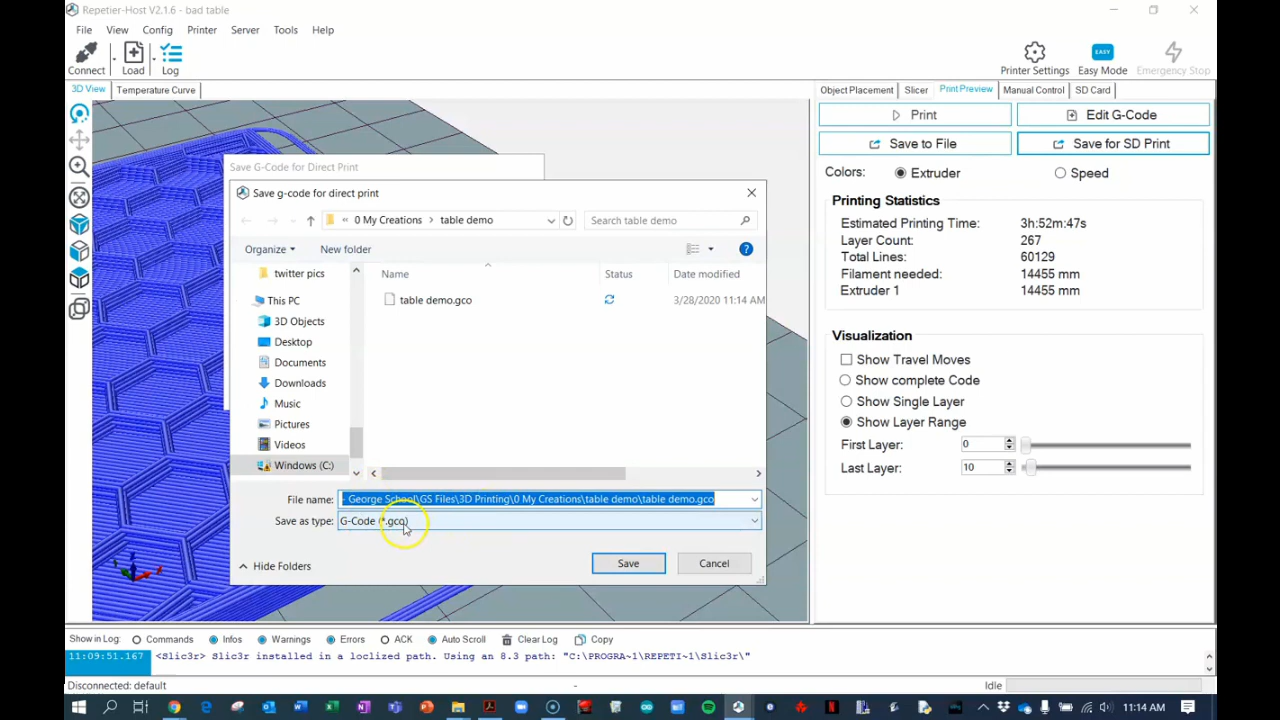 Repetier-Host V2.1.6 - bad table
File View Config Printer Server Tools Help
Connect Load Log Printer Settings Easy Mode Emergency Stop
EASY
3D View Temperature Curve
Object Placement Slicer Print Preview Manual Control SD Card
Print Edit G-Code
Save to File Save for SD Print
Colors: Extruder Speed
Printing Statistics
Estimated Printing Time: 3h:52m:47s
Layer Count: 267
Total Lines: 60129
Filament needed: 14455 mm
Extruder 1 14455 mm
Visualization
Show Travel Moves
Show complete Code
Show Single Layer
Show Layer Range
First Layer: 0
Last Layer: 10
Save G-Code for Direct Print
Save g-code for direct print
« 0 My Creations > table demo
Search table demo
Organize New folder
Name Status Date modified
table demo.gco 3/28/2020 11:14 AM
twitter pics
This PC
3D Objects
Desktop
Documents
Downloads
Music
Pictures
Videos
Windows (C:)
File name: - George School\GS Files\3D Printing\0 My Creations\table demo\table demo.gco
Save as type: G-Code (*.gco)
Hide Folders Save Cancel
Show in Log: Commands Infos Warnings Errors ACK Auto Scroll Clear Log Copy
11:09:51.167 <Slic3r> Slic3r installed in a loclized path. Using an 8.3 path: "C:\PROGRA~1\REPETI~1\Slic3r\"
Disconnected: default - Idle
11:14 AM